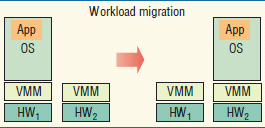 Workload migration
App App
OS OS
VMM VMM VMM VMM
HW₁ HW₂ HW₁ HW₂